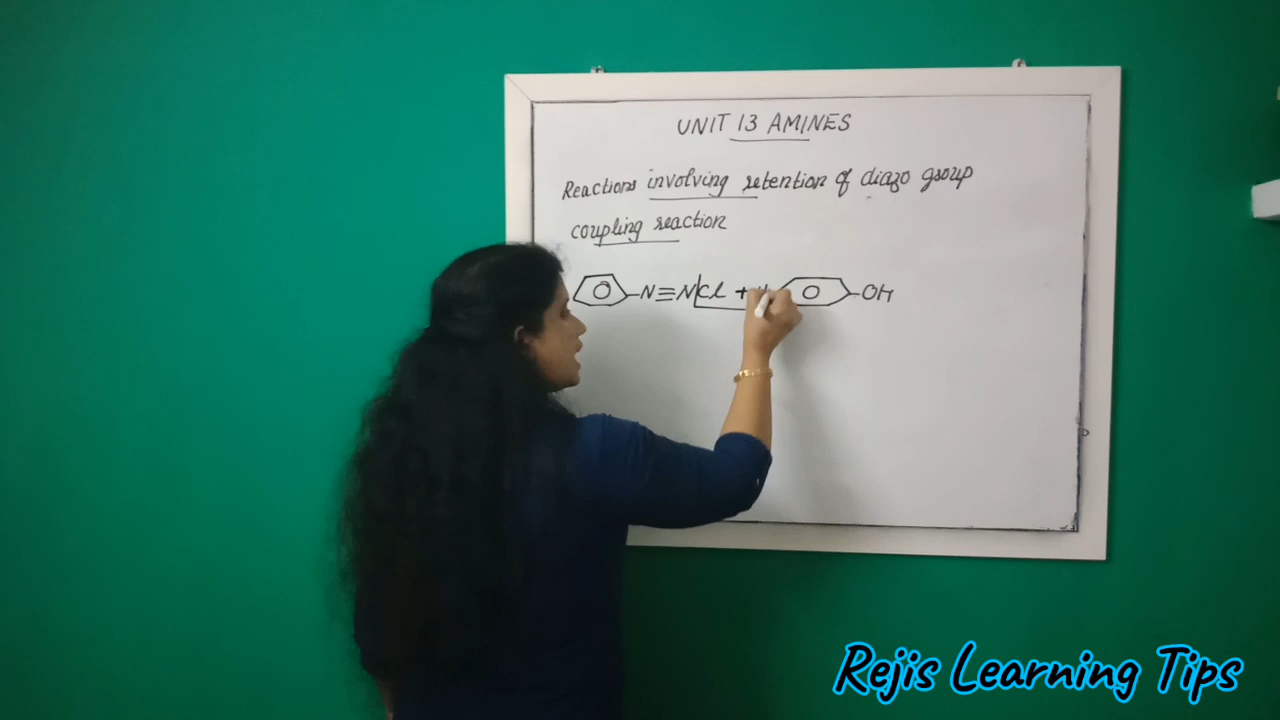 UNIT 13 AMINES
Reactions involving retention of diazo group
coupling reaction
N≡NCl + OH
Rejis Learning Tips